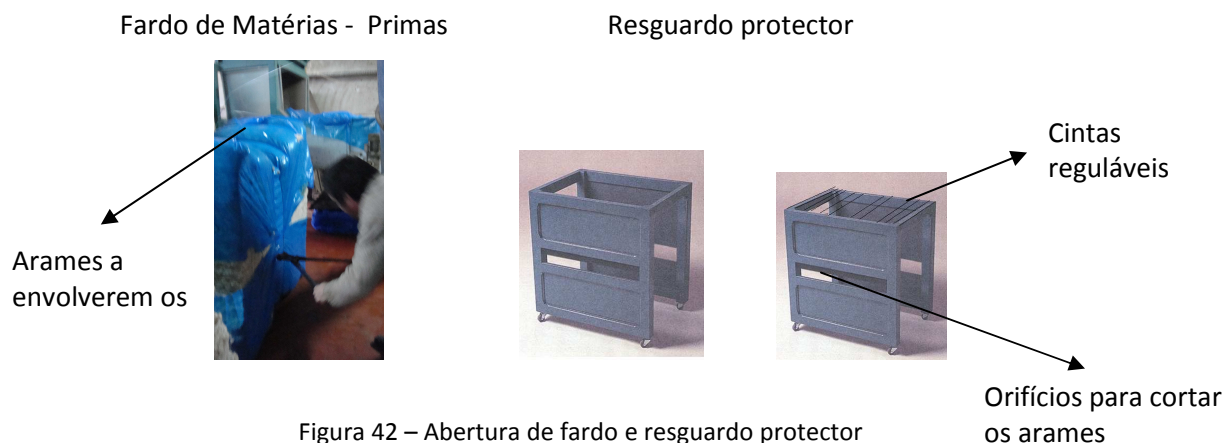 Fardo de Matérias - Primas
Resguardo protector
Cintas
reguláveis
Arames a
envolverem os
Orifícios para cortar
os arames
Figura 42 – Abertura de fardo e resguardo protector